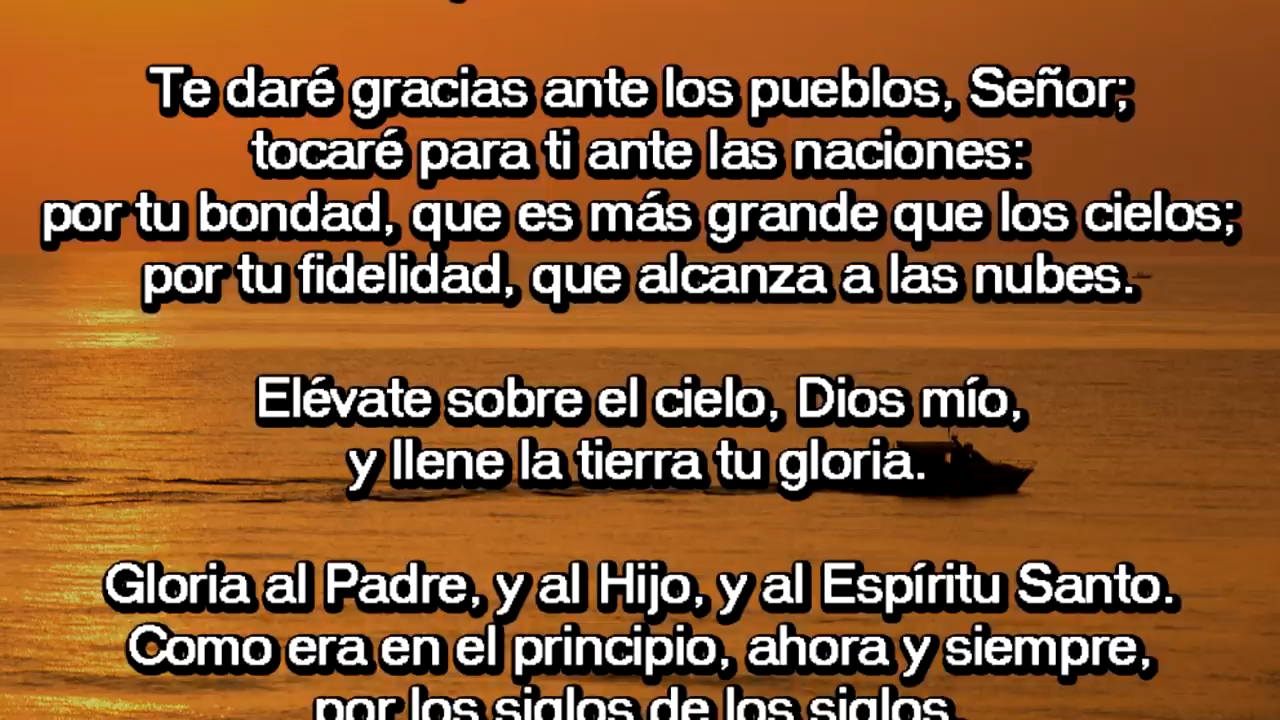 Te daré gracias ante los pueblos, Señor;
tocaré para ti ante las naciones:
por tu bondad, que es más grande que los cielos;
por tu fidelidad, que alcanza a las nubes.
Elévate sobre el cielo, Dios mío,
y llene la tierra tu gloria.
Gloria al Padre, y al Hijo, y al Espíritu Santo.
Como era en el principio, ahora y siempre,
por los siglos de los siglos.